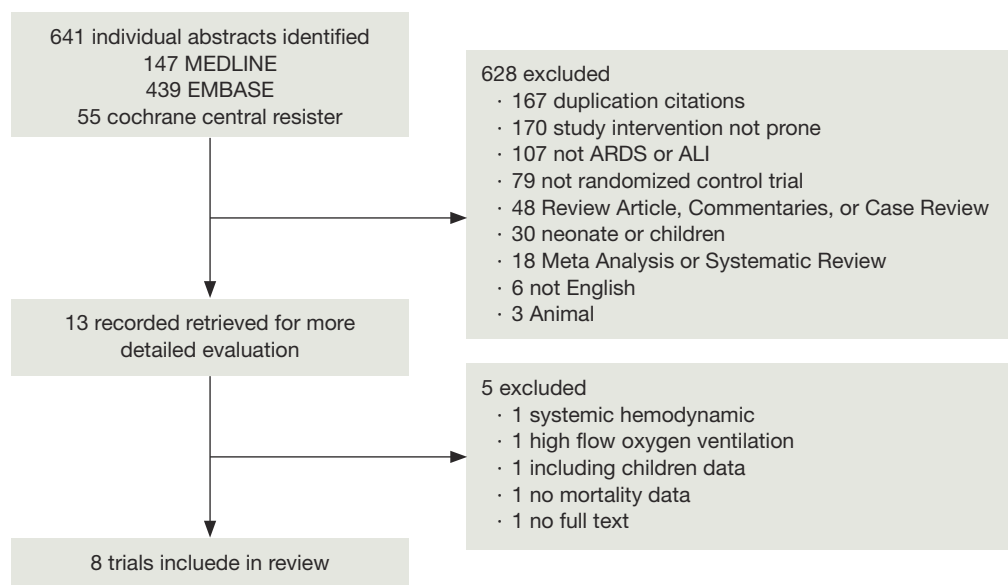 641 individual abstracts identified
147 MEDLINE
439 EMBASE
55 cochrane central resister
628 excluded
· 167 duplication citations
· 170 study intervention not prone
· 107 not ARDS or ALI
· 79 not randomized control trial
· 48 Review Article, Commentaries, or Case Review
· 30 neonate or children
· 18 Meta Analysis or Systematic Review
· 6 not English
· 3 Animal
13 recorded retrieved for more
detailed evaluation
5 excluded
· 1 systemic hemodynamic
· 1 high flow oxygen ventilation
· 1 including children data
· 1 no mortality data
· 1 no full text
8 trials incluede in review